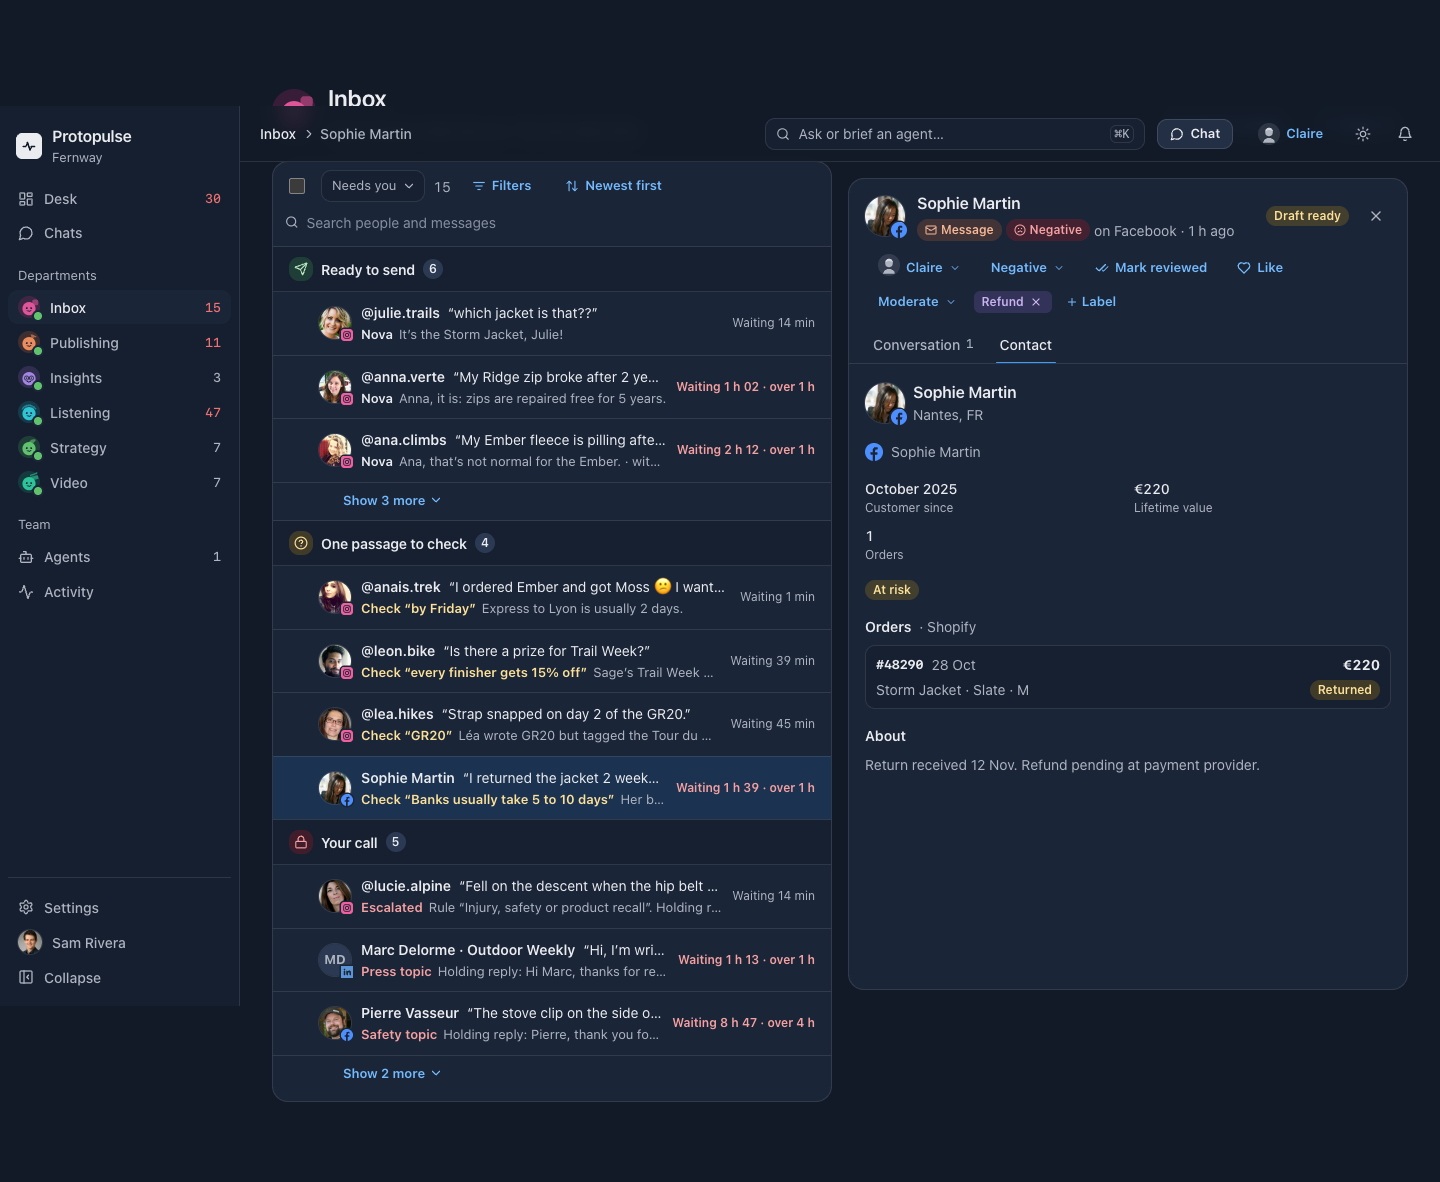 Inbox
Protopulse
Fernway
Inbox > Sophie Martin
Ask or brief an agent…
⌘K
Chat
Claire
Desk 30
Chats
Departments
Inbox 15
Publishing 11
Insights 3
Listening 47
Strategy 7
Video 7
Team
Agents 1
Activity
Settings
Sam Rivera
Collapse
Needs you 15 Filters Newest first
Search people and messages
Ready to send 6
@julie.trails “which jacket is that??”
Nova It’s the Storm Jacket, Julie!
Waiting 14 min
@anna.verte “My Ridge zip broke after 2 ye…
Nova Anna, it is: zips are repaired free for 5 years.
Waiting 1 h 02 · over 1 h
@ana.climbs “My Ember fleece is pilling afte…
Nova Ana, that’s not normal for the Ember. · wit…
Waiting 2 h 12 · over 1 h
Show 3 more
One passage to check 4
@anais.trek “I ordered Ember and got Moss 😕 I want…
Check “by Friday” Express to Lyon is usually 2 days.
Waiting 1 min
@leon.bike “Is there a prize for Trail Week?”
Check “every finisher gets 15% off” Sage’s Trail Week …
Waiting 39 min
@lea.hikes “Strap snapped on day 2 of the GR20.”
Check “GR20” Léa wrote GR20 but tagged the Tour du …
Waiting 45 min
Sophie Martin “I returned the jacket 2 week…
Check “Banks usually take 5 to 10 days” Her b…
Waiting 1 h 39 · over 1 h
Your call 5
@lucie.alpine “Fell on the descent when the hip belt …
Escalated Rule “Injury, safety or product recall”. Holding r…
Waiting 14 min
MD
Marc Delorme · Outdoor Weekly “Hi, I’m wri…
Press topic Holding reply: Hi Marc, thanks for re…
Waiting 1 h 13 · over 1 h
Pierre Vasseur “The stove clip on the side o…
Safety topic Holding reply: Pierre, thank you fo…
Waiting 8 h 47 · over 4 h
Show 2 more
Sophie Martin
Message Negative on Facebook · 1 h ago
Draft ready
Claire Negative Mark reviewed Like
Moderate Refund Label
Conversation 1 Contact
Sophie Martin
Nantes, FR
Sophie Martin
October 2025
Customer since
€220
Lifetime value
1
Orders
At risk
Orders · Shopify
#48290 28 Oct €220
Storm Jacket · Slate · M Returned
About
Return received 12 Nov. Refund pending at payment provider.